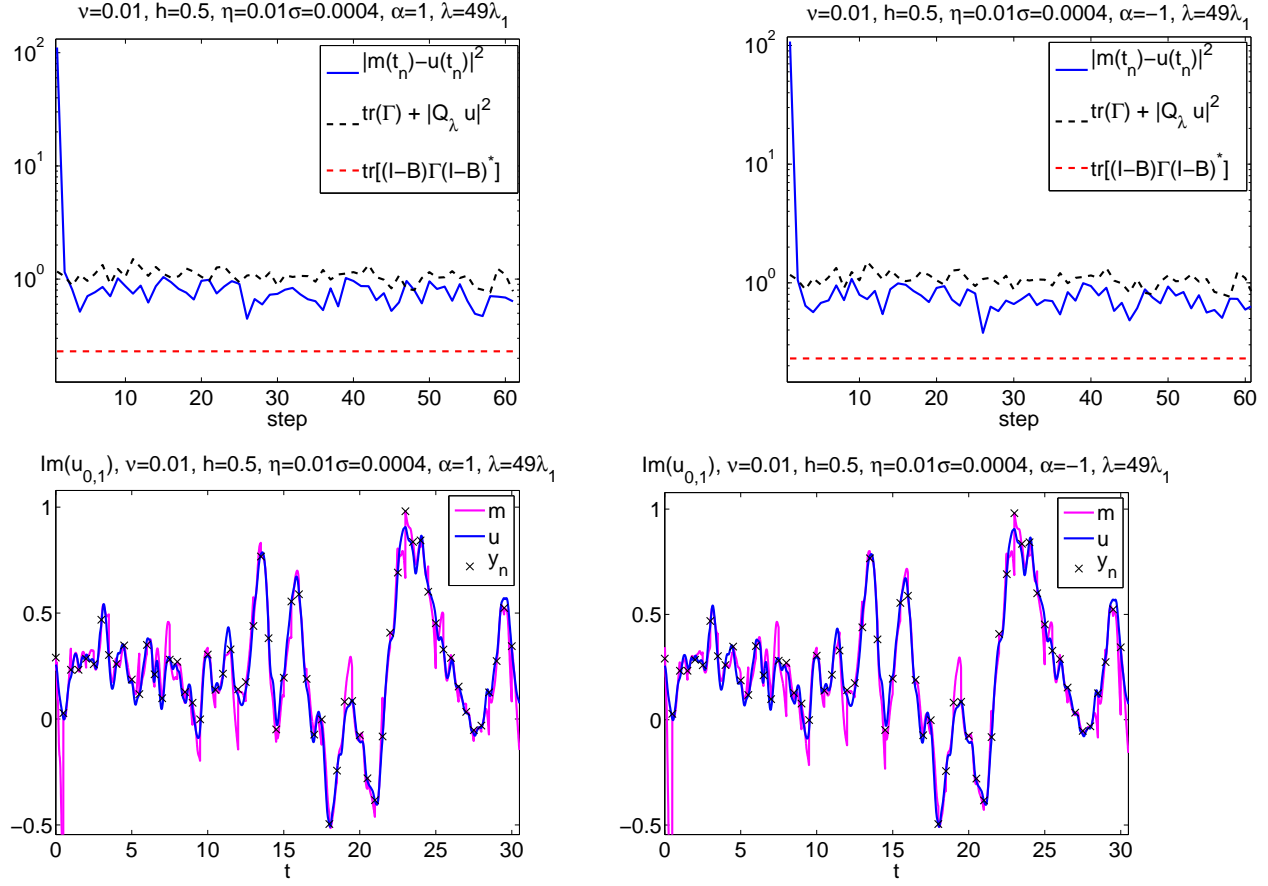 ν=0.01, h=0.5, η=0.01σ=0.0004, α=1, λ=49λ₁
10²
10¹
10⁰
|m(tₙ)−u(tₙ)|²
tr(Γ) + |Q_λ u|²
tr[(I−B)Γ(I−B)*]
10 20 30 40 50 60
step
ν=0.01, h=0.5, η=0.01σ=0.0004, α=−1, λ=49λ₁
10²
10¹
10⁰
|m(tₙ)−u(tₙ)|²
tr(Γ) + |Q_λ u|²
tr[(I−B)Γ(I−B)*]
10 20 30 40 50 60
step
Im(u₀,₁), ν=0.01, h=0.5, η=0.01σ=0.0004, α=1, λ=49λ₁
1
0.5
0
−0.5
m
u
yₙ
0 5 10 15 20 25 30
t
Im(u₀,₁), ν=0.01, h=0.5, η=0.01σ=0.0004, α=−1, λ=49λ₁
1
0.5
0
−0.5
m
u
yₙ
0 5 10 15 20 25 30
t